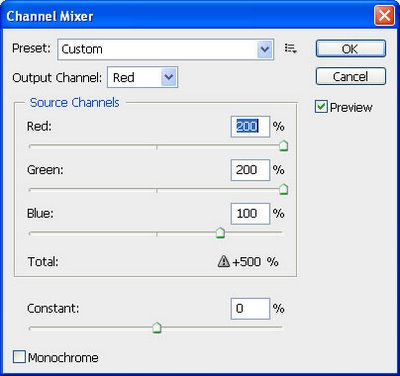 Channel Mixer
Preset: Custom OK
Output Channel: Red Cancel
Source Channels Preview
Red: 200 %
Green: 200 %
Blue: 100 %
Total: +500 %
Constant: 0 %
Monochrome